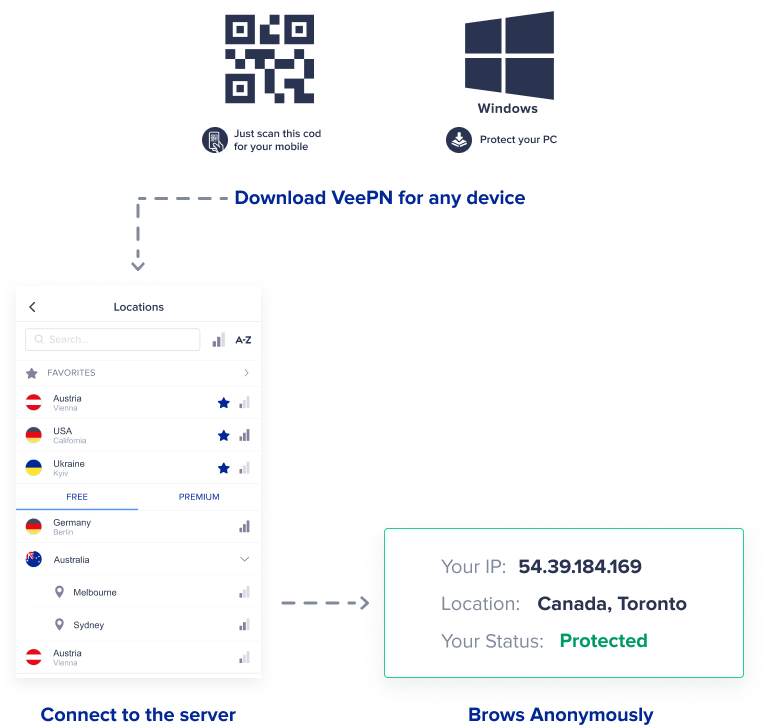 Windows
Just scan this cod
for your mobile
Protect your PC
Download VeePN for any device
Locations
Search...
A-Z
FAVORITES
Austria
Vienna
USA
California
Ukraine
Kyiv
FREE
PREMIUM
Germany
Berlin
Australia
Melbourne
Sydney
Austria
Vienna
Your IP: 54.39.184.169
Location: Canada, Toronto
Your Status: Protected
Connect to the server
Brows Anonymously